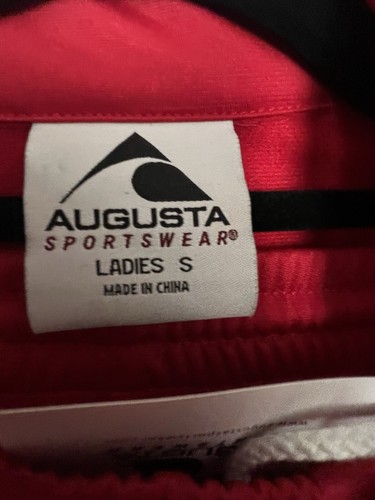 AUGUSTA
SPORTSWEAR®
LADIES S
MADE IN CHINA